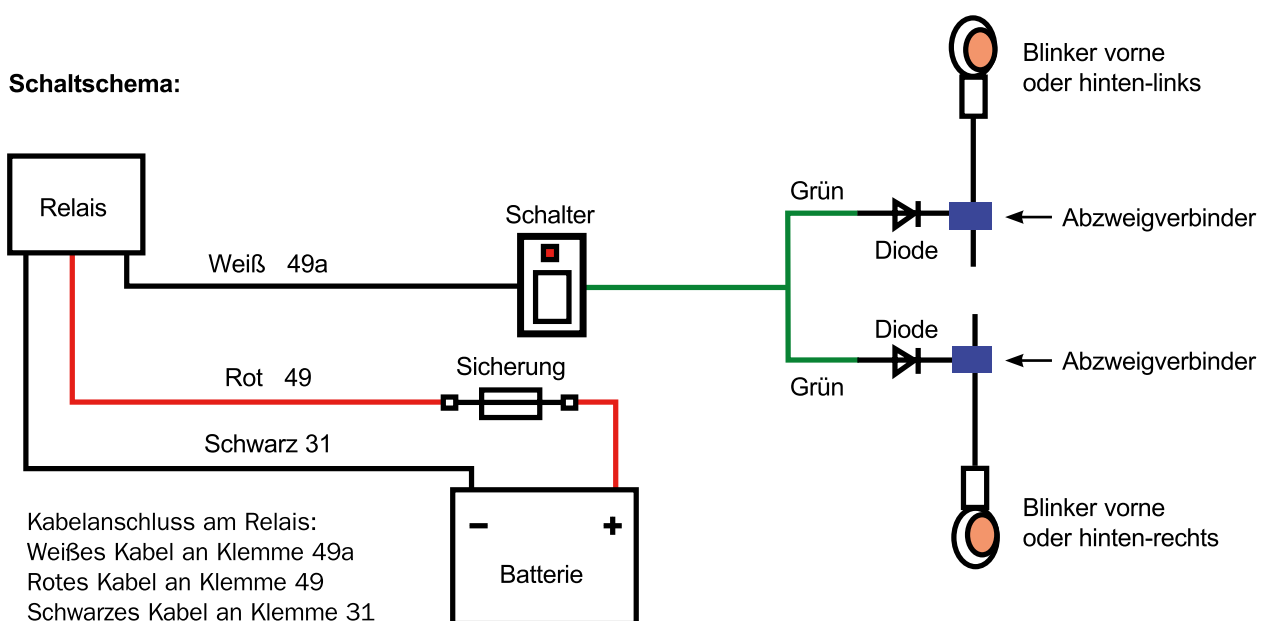 Schaltschema:
Relais
Weiß 49a
Schalter
Grün
Diode
Blinker vorne
oder hinten-links
Abzweigverbinder
Diode
Grün
Abzweigverbinder
Blinker vorne
oder hinten-rechts
Rot 49
Sicherung
Schwarz 31
− +
Batterie
Kabelanschluss am Relais:
Weißes Kabel an Klemme 49a
Rotes Kabel an Klemme 49
Schwarzes Kabel an Klemme 31